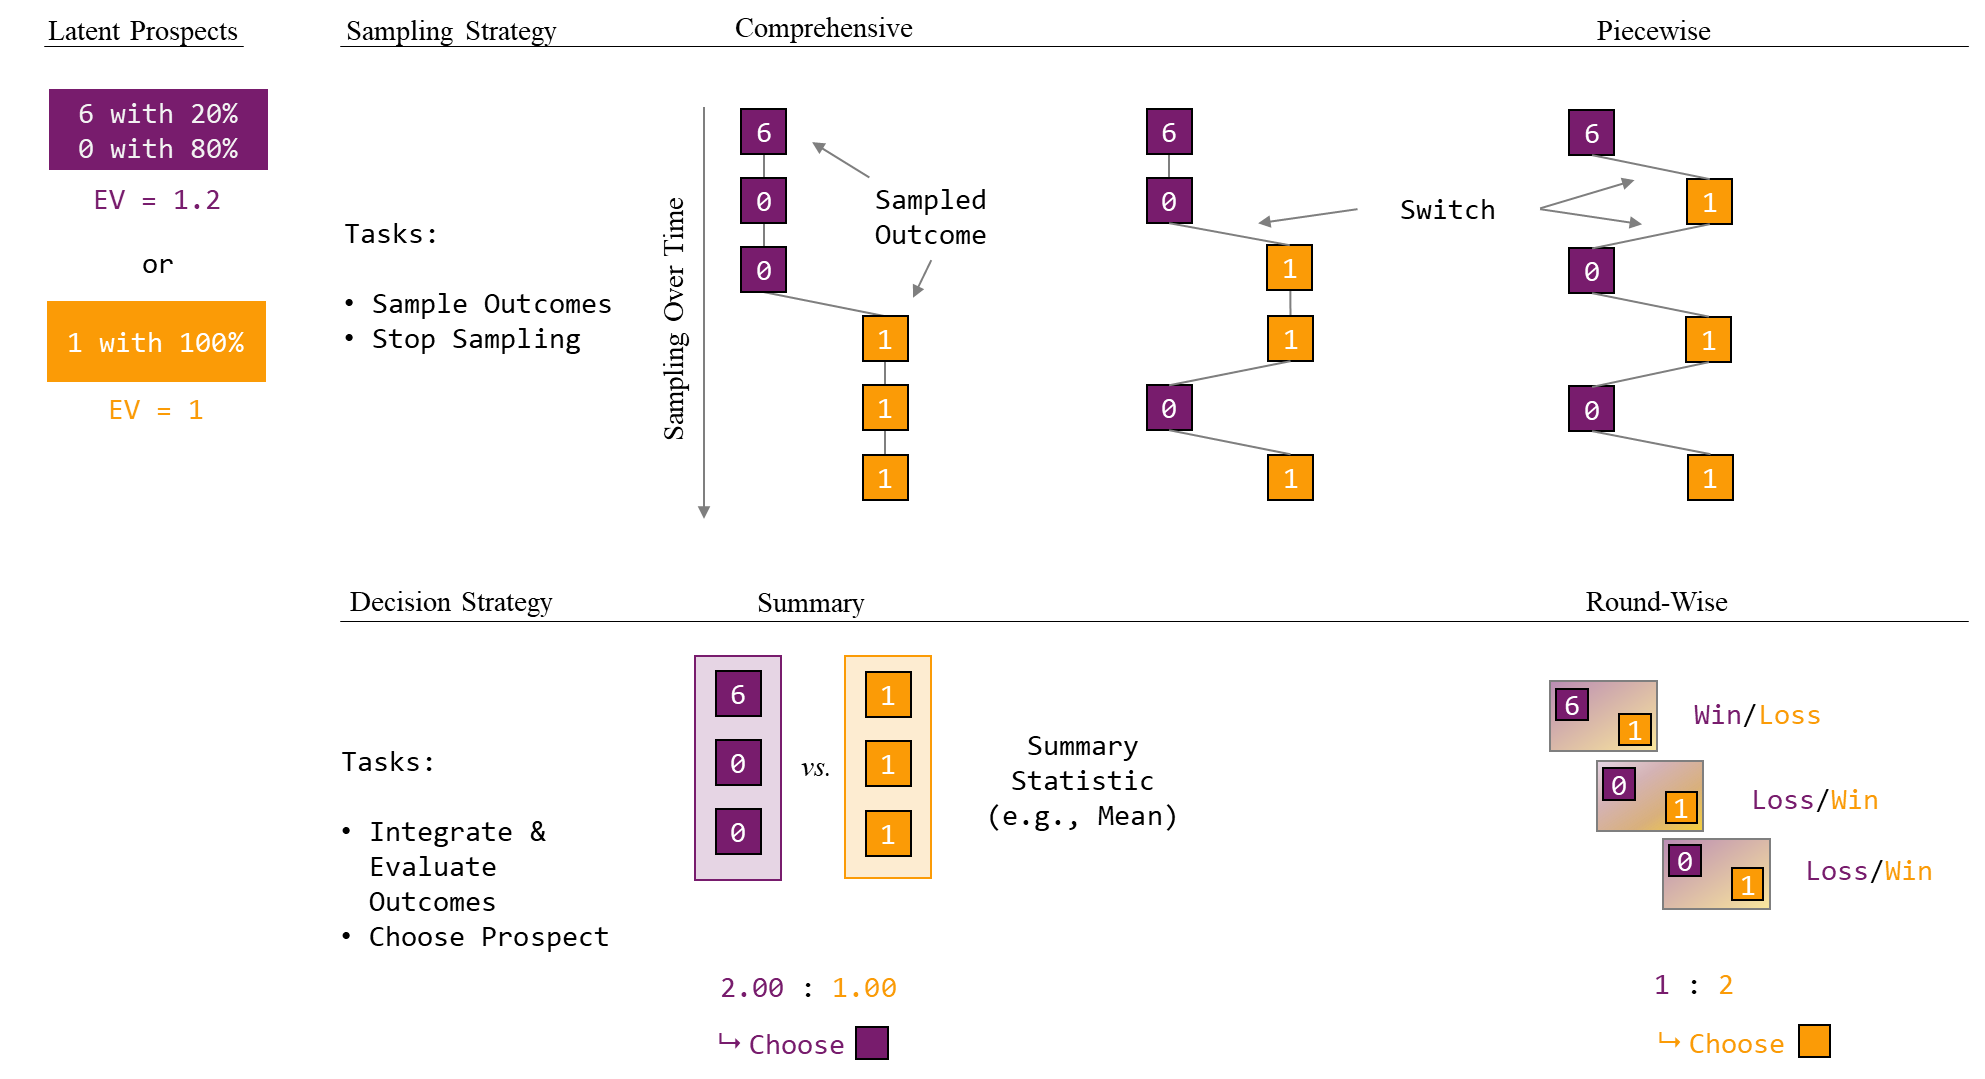 Latent Prospects
6 with 20%
0 with 80%
EV = 1.2
or
1 with 100%
EV = 1
Sampling Strategy
Comprehensive
Piecewise
Tasks:
• Sample Outcomes
• Stop Sampling
Sampling Over Time
6
0
0
1
1
1
Sampled
Outcome
6
0
1
1
0
1
Switch
6
1
0
1
0
1
Decision Strategy
Summary
Round-Wise
Tasks:
• Integrate &
Evaluate
Outcomes
• Choose Prospect
6
0
0
vs.
1
1
1
Summary
Statistic
(e.g., Mean)
2.00 : 1.00
↪ Choose
6
1
Win/Loss
0
1
Loss/Win
0
1
Loss/Win
1 : 2
↪ Choose